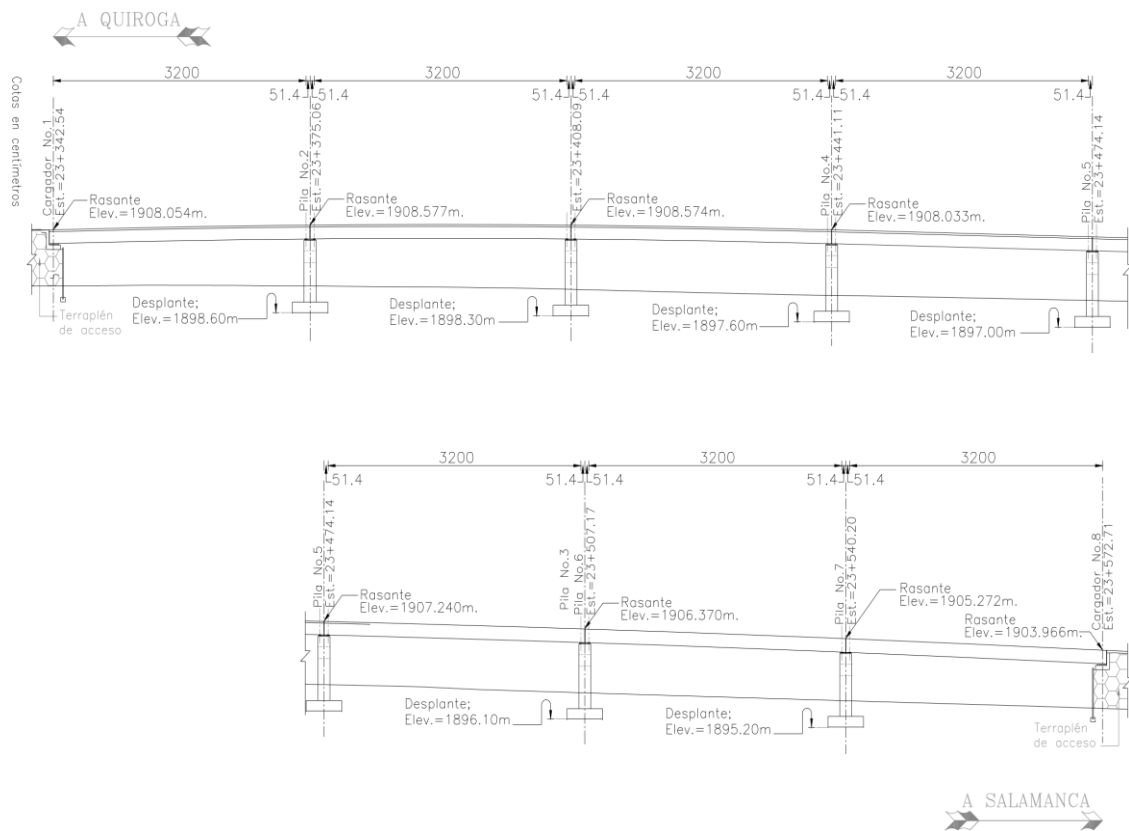 A QUIROGA
3200
3200
3200
3200
51.4
51.4
51.4
51.4
51.4
51.4
51.4
Cotas en centímetros
Cargador No.1
Est.=23+342.54
Pila No.2
Est.=23+375.06
Est.=23+408.09
Pila No.4
Est.=23+441.11
Pila No.5
Est.=23+474.14
Rasante
Elev.=1908.054m.
Rasante
Elev.=1908.577m.
Rasante
Elev.=1908.574m.
Rasante
Elev.=1908.033m.
Terraplén
de acceso
Desplante;
Elev.=1898.60m
Desplante;
Elev.=1898.30m
Desplante;
Elev.=1897.60m
Desplante;
Elev.=1897.00m
3200
3200
3200
51.4
51.4
51.4
51.4
51.4
Pila No.5
Est.=23+474.14
Pila No.3
Pila No.6
Est.=23+507.17
Pila No.7
Est.=23+540.20
Cargador No.8
Est.=23+572.71
Rasante
Elev.=1907.240m.
Rasante
Elev.=1906.370m.
Rasante
Elev.=1905.272m.
Rasante
Elev.=1903.966m.
Desplante;
Elev.=1896.10m
Desplante;
Elev.=1895.20m
Terraplén
de acceso
A SALAMANCA